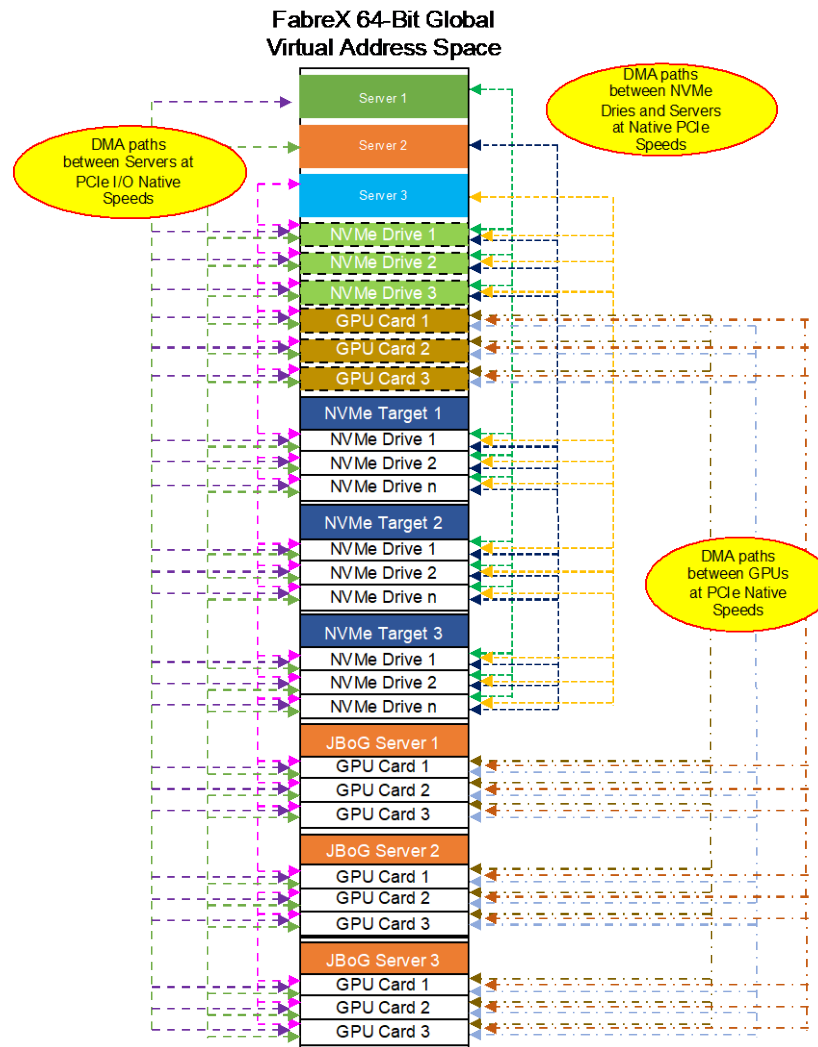 FabreX 64-Bit Global
Virtual Address Space
Server 1
DMA paths
between NVMe
Dries and Servers
at Native PCIe
Speeds
Server 2
DMA paths
between Servers at
PCIe I/O Native
Speeds
Server 3
NVMe Drive 1
NVMe Drive 2
NVMe Drive 3
GPU Card 1
GPU Card 2
GPU Card 3
NVMe Target 1
NVMe Drive 1
NVMe Drive 2
NVMe Drive n
NVMe Target 2
NVMe Drive 1
NVMe Drive 2
NVMe Drive n
DMA paths
between GPUs
at PCIe Native
Speeds
NVMe Target 3
NVMe Drive 1
NVMe Drive 2
NVMe Drive n
JBoG Server 1
GPU Card 1
GPU Card 2
GPU Card 3
JBoG Server 2
GPU Card 1
GPU Card 2
GPU Card 3
JBoG Server 3
GPU Card 1
GPU Card 2
GPU Card 3